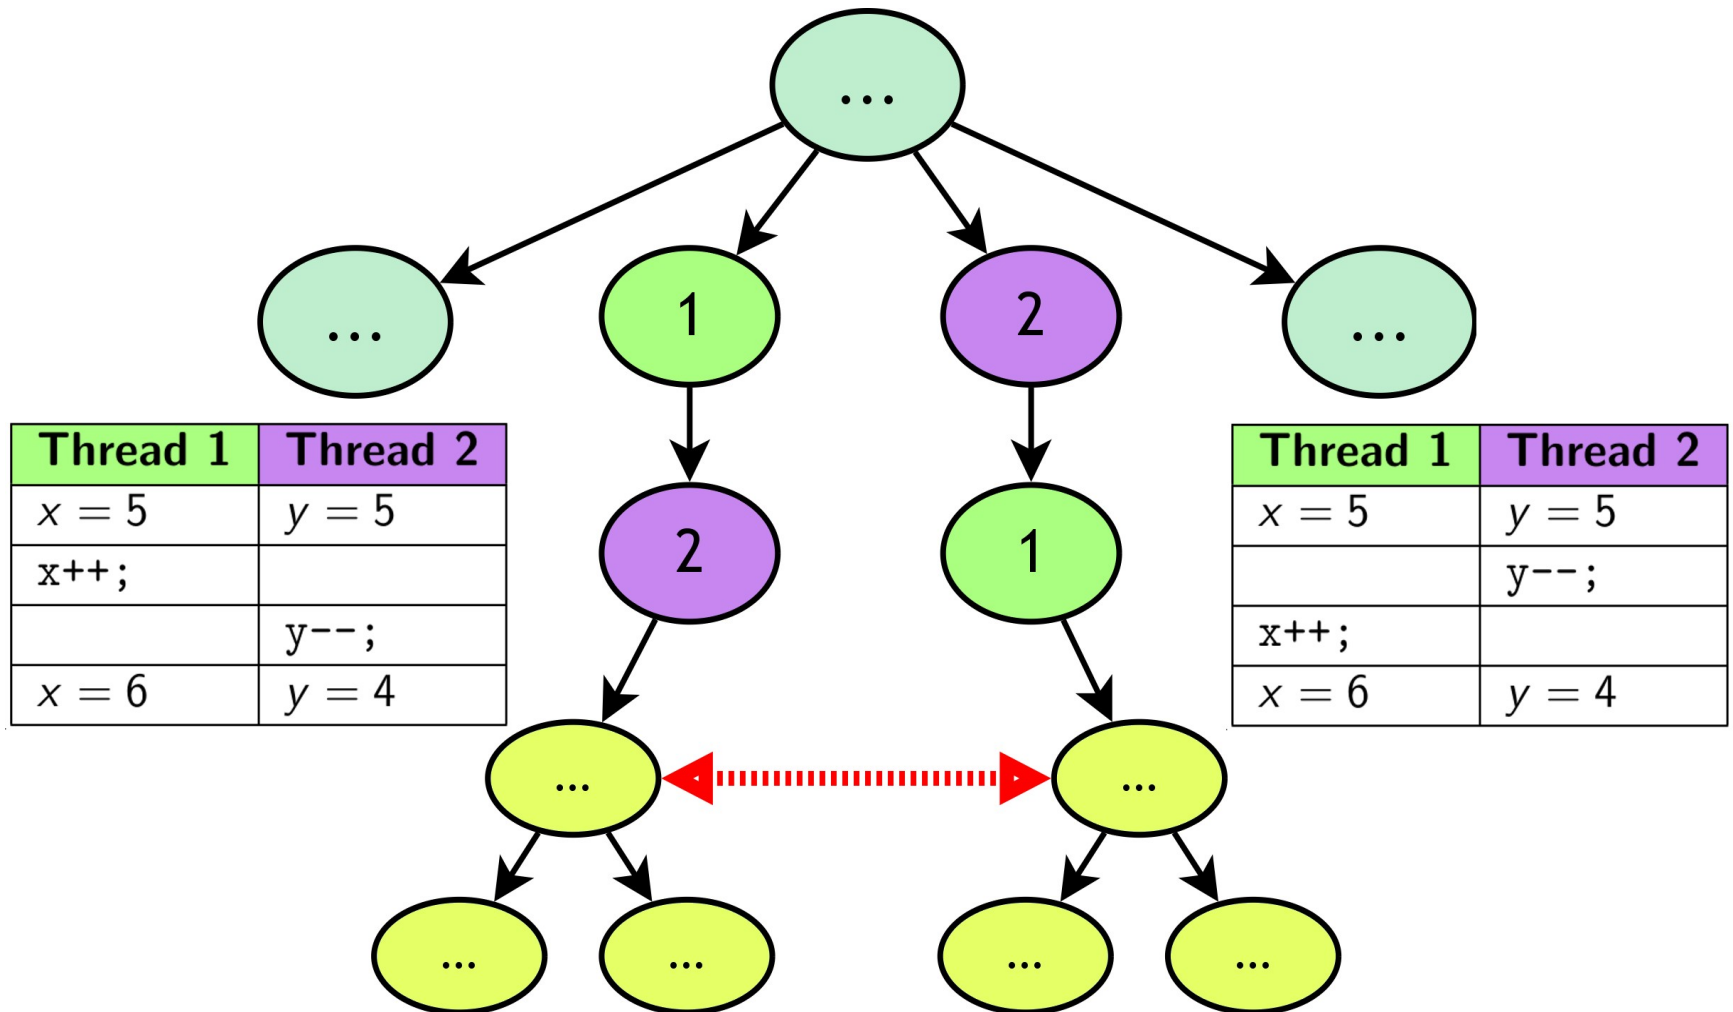 ...
... 1 2 ...
Thread 1 Thread 2
x = 5 y = 5
x++;
y--;
x = 6 y = 4
2 1
Thread 1 Thread 2
x = 5 y = 5
y--;
x++;
x = 6 y = 4
... ...
... ... ... ...